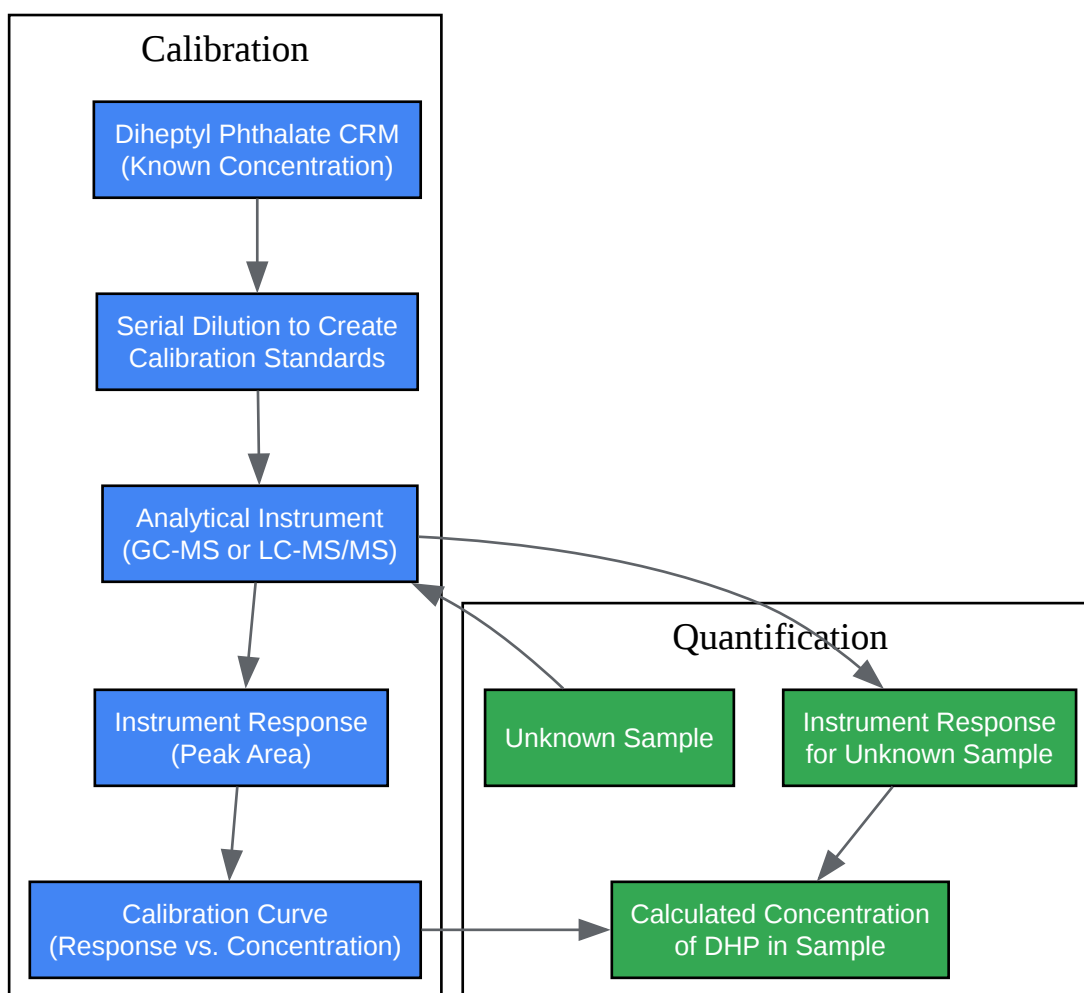 Calibration
Diheptyl Phthalate CRM
(Known Concentration)
Serial Dilution to Create
Calibration Standards
Analytical Instrument
(GC-MS or LC-MS/MS)
Instrument Response
(Peak Area)
Calibration Curve
(Response vs. Concentration)
Quantification
Unknown Sample
Instrument Response
for Unknown Sample
Calculated Concentration
of DHP in Sample